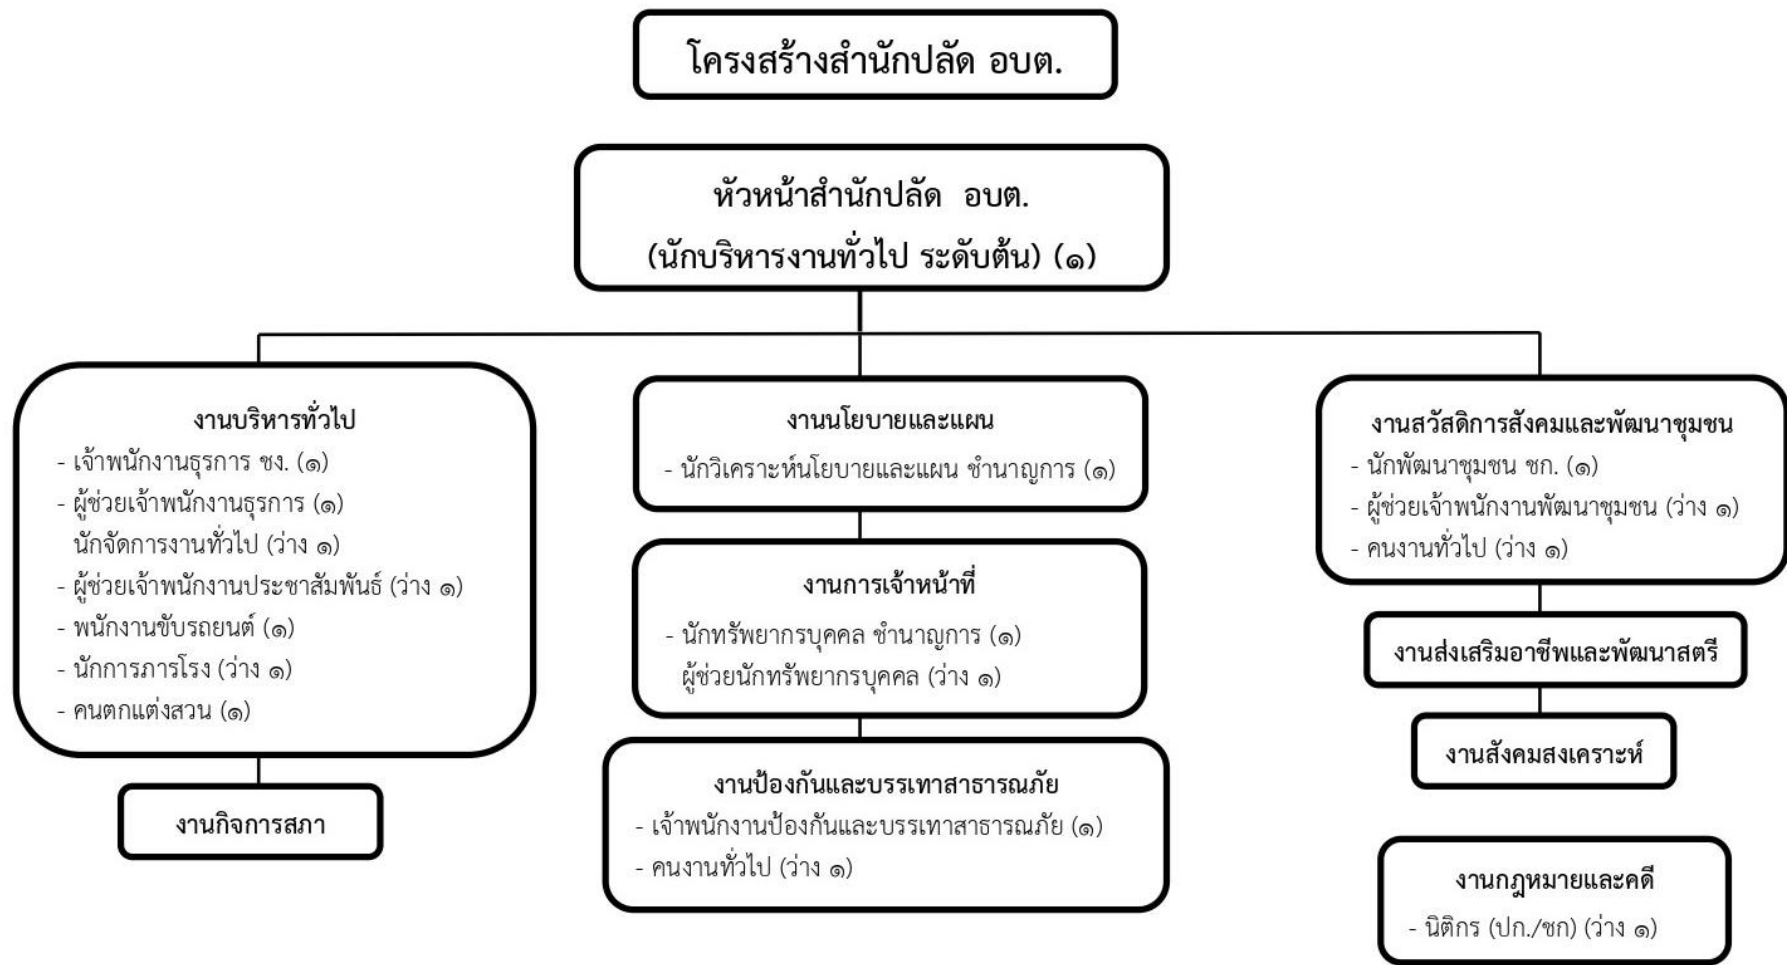 โครงสร้างสำนักปลัด อบต.
หัวหน้าสำนักปลัด อบต.
(นักบริหารงานทั่วไป ระดับต้น) (๑)
งานบริหารทั่วไป
- เจ้าพนักงานธุรการ ชง. (๑)
- ผู้ช่วยเจ้าพนักงานธุรการ (๑)
นักจัดการงานทั่วไป (ว่าง ๑)
- ผู้ช่วยเจ้าพนักงานประชาสัมพันธ์ (ว่าง ๑)
- พนักงานขับรถยนต์ (๑)
- นักการภารโรง (ว่าง ๑)
- คนตกแต่งสวน (๑)
งานกิจการสภา
งานนโยบายและแผน
- นักวิเคราะห์นโยบายและแผน ชำนาญการ (๑)
งานการเจ้าหน้าที่
- นักทรัพยากรบุคคล ชำนาญการ (๑)
ผู้ช่วยนักทรัพยากรบุคคล (ว่าง ๑)
งานป้องกันและบรรเทาสาธารณภัย
- เจ้าพนักงานป้องกันและบรรเทาสาธารณภัย (๑)
- คนงานทั่วไป (ว่าง ๑)
งานสวัสดิการสังคมและพัฒนาชุมชน
- นักพัฒนาชุมชน ชก. (๑)
- ผู้ช่วยเจ้าพนักงานพัฒนาชุมชน (ว่าง ๑)
- คนงานทั่วไป (ว่าง ๑)
งานส่งเสริมอาชีพและพัฒนาสตรี
งานสังคมสงเคราะห์
งานกฎหมายและคดี
- นิติกร (ปก./ชก) (ว่าง ๑)